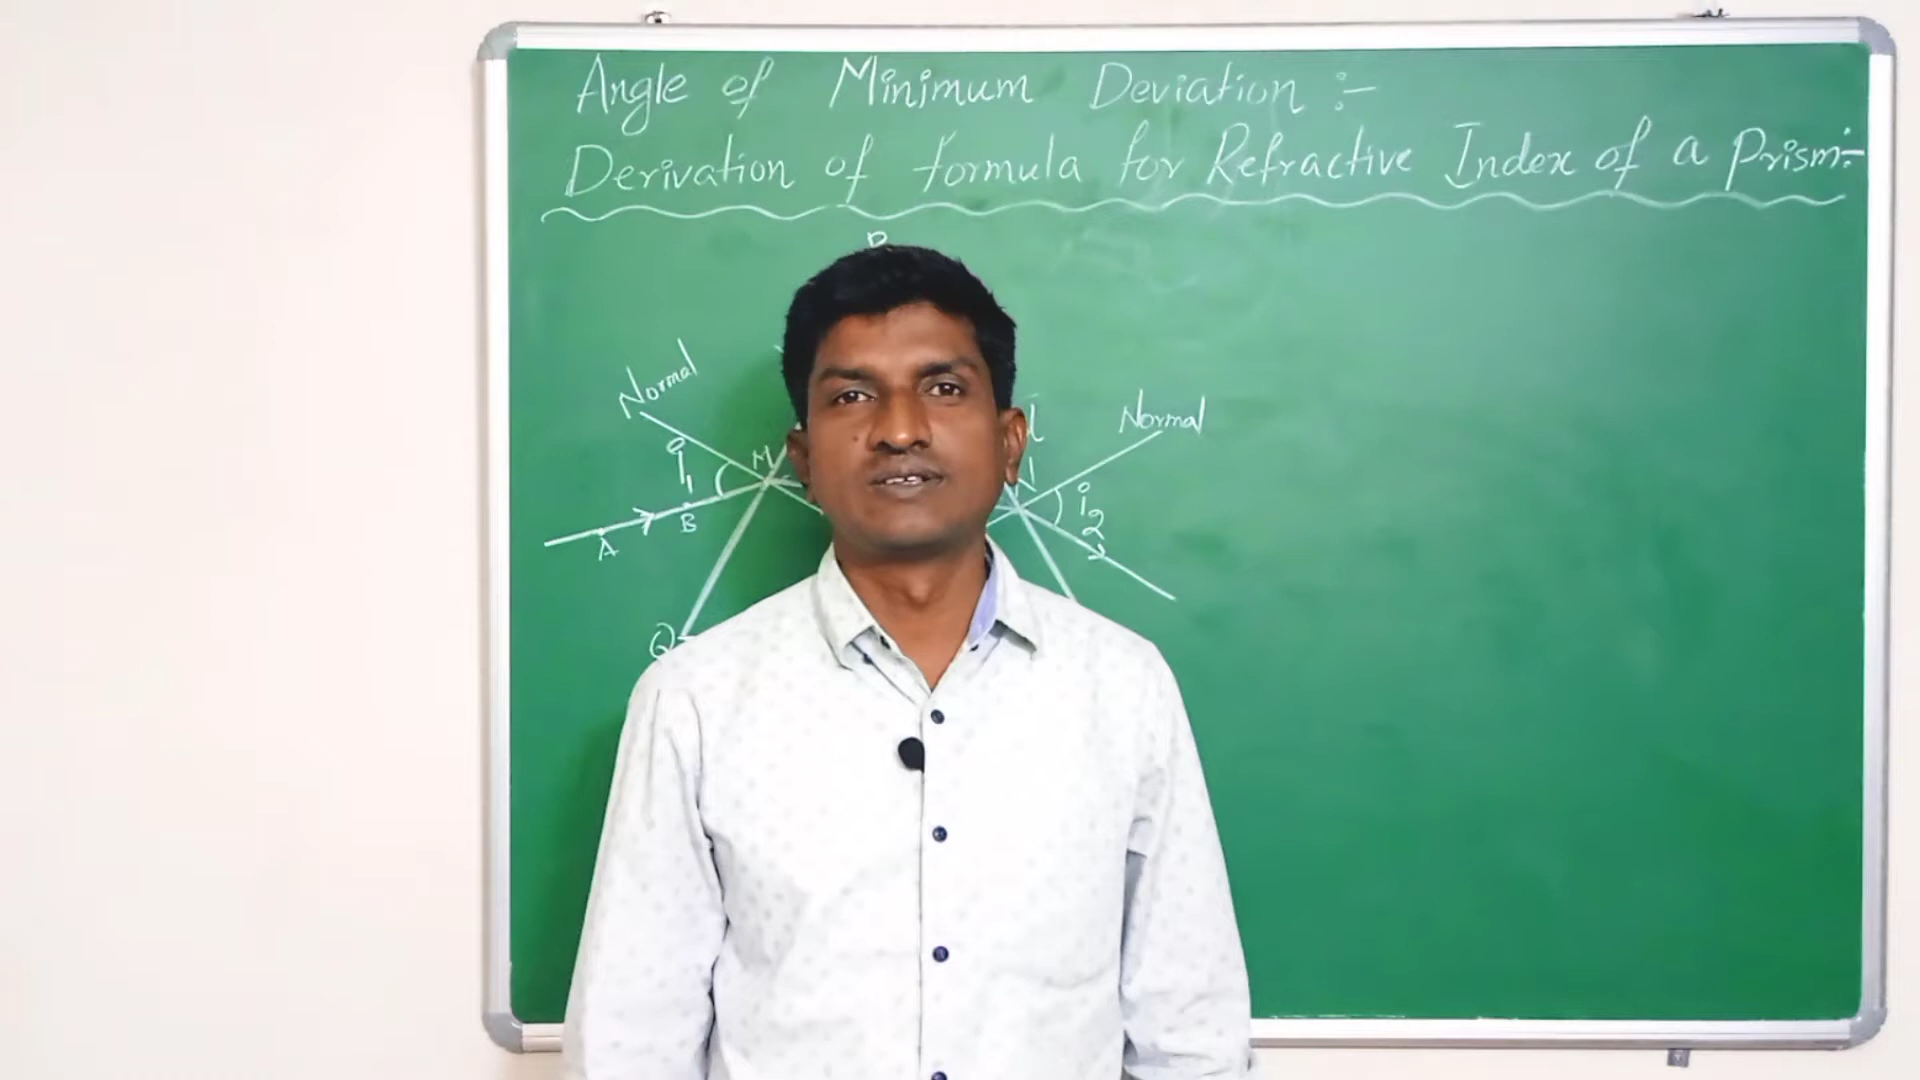 Angle of Minimum Deviation :-
Derivation of formula for Refractive Index of a Prism:-
P
Normal
Normal
d
i1
M
i2
B
A
Q